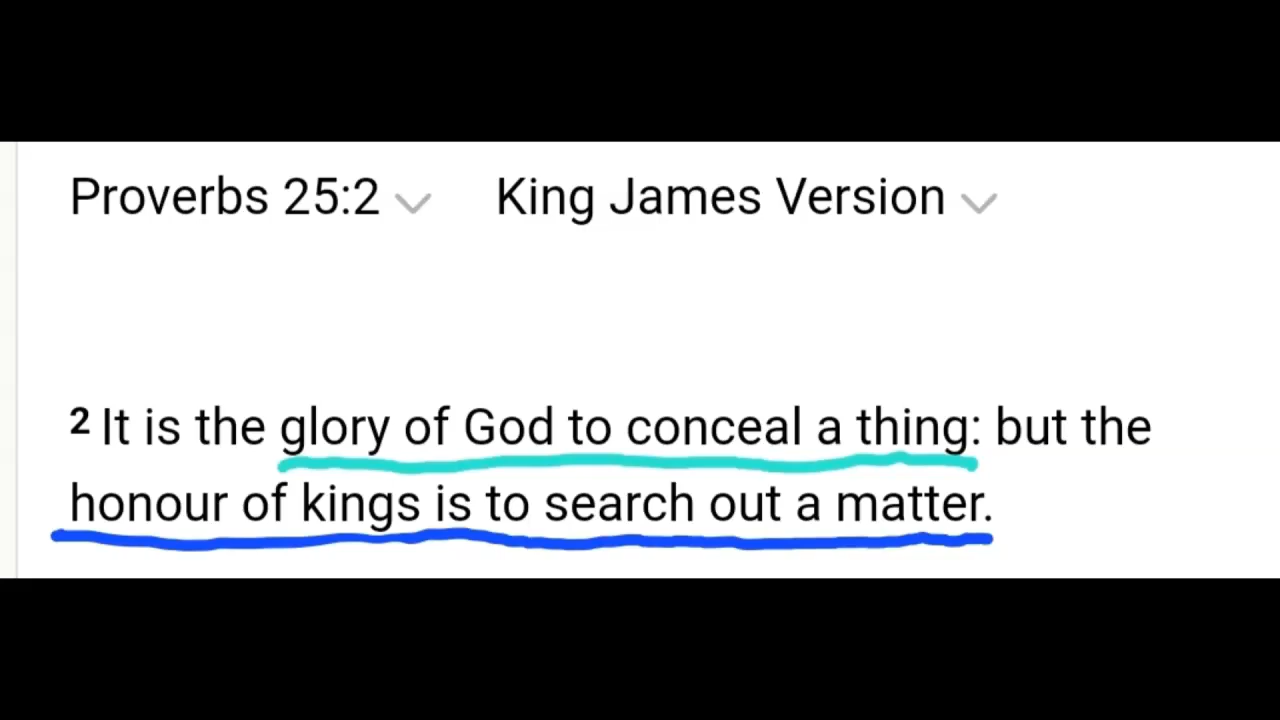 Proverbs 25:2 King James Version
2 It is the glory of God to conceal a thing: but the
honour of kings is to search out a matter.